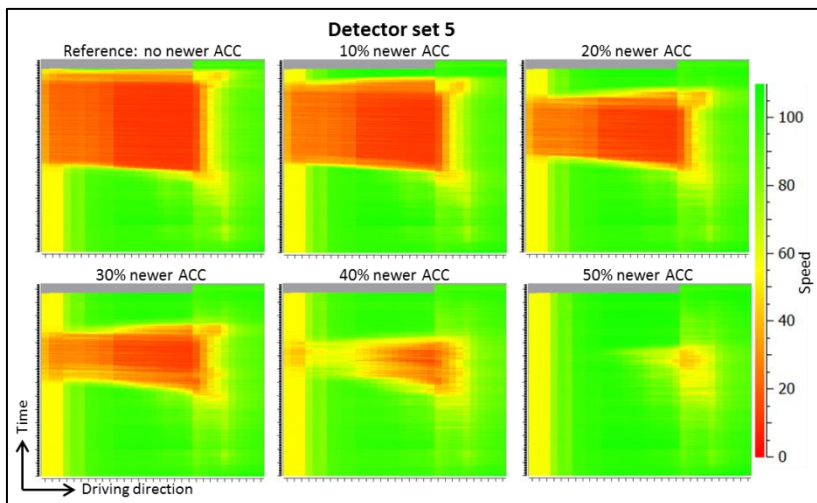 Detector set 5
Reference: no newer ACC
10% newer ACC
20% newer ACC
100
80
60
40
20
0
Speed
30% newer ACC
40% newer ACC
50% newer ACC
Time
Driving direction